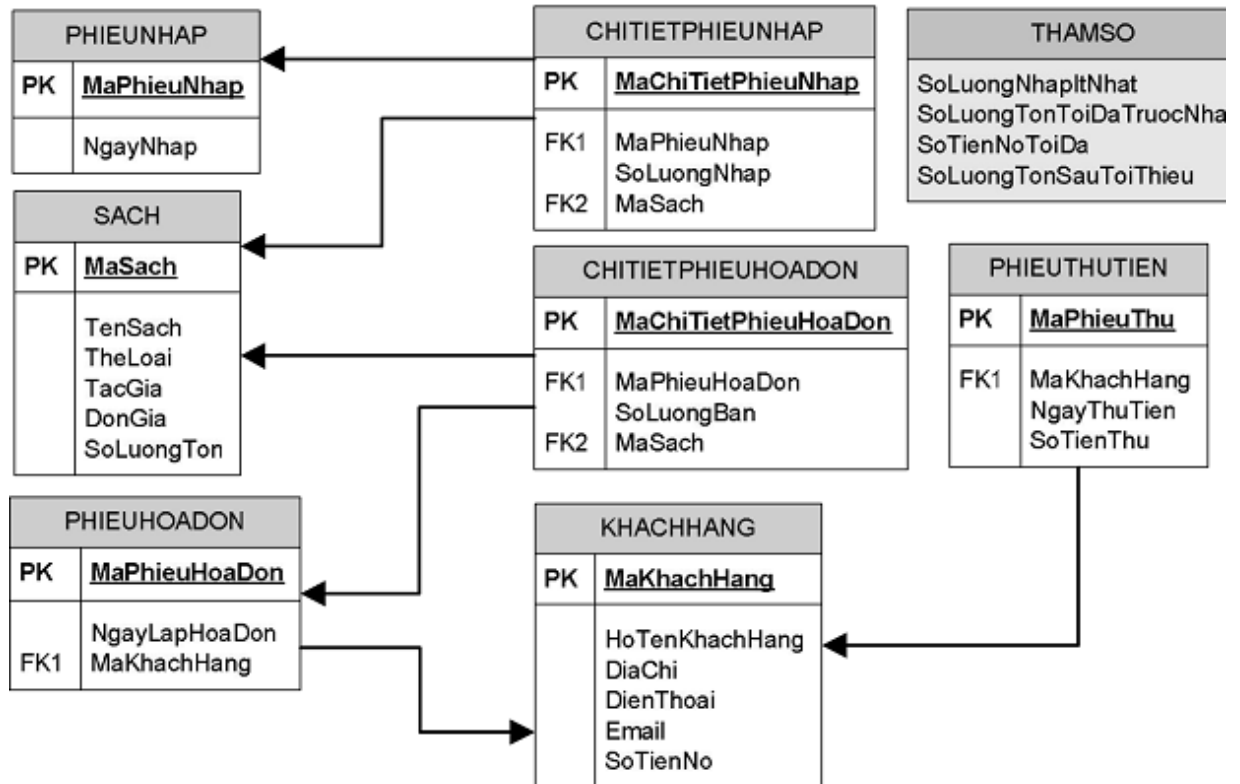 PHIEUNHAP
PK MaPhieuNhap
NgayNhap
CHITIETPHIEUNHAP
PK MaChiTietPhieuNhap
FK1 MaPhieuNhap
SoLuongNhap
FK2 MaSach
THAMSO
SoLuongNhapItNhat
SoLuongTonToiDaTruocNha
SoTienNoToiDa
SoLuongTonSauToiThieu
SACH
PK MaSach
TenSach
TheLoai
TacGia
DonGia
SoLuongTon
CHITIETPHIEUHOADON
PK MaChiTietPhieuHoaDon
FK1 MaPhieuHoaDon
SoLuongBan
FK2 MaSach
PHIEUTHUTIEN
PK MaPhieuThu
FK1 MaKhachHang
NgayThuTien
SoTienThu
PHIEUHOADON
PK MaPhieuHoaDon
NgayLapHoaDon
FK1 MaKhachHang
KHACHHANG
PK MaKhachHang
HoTenKhachHang
DiaChi
DienThoai
Email
SoTienNo